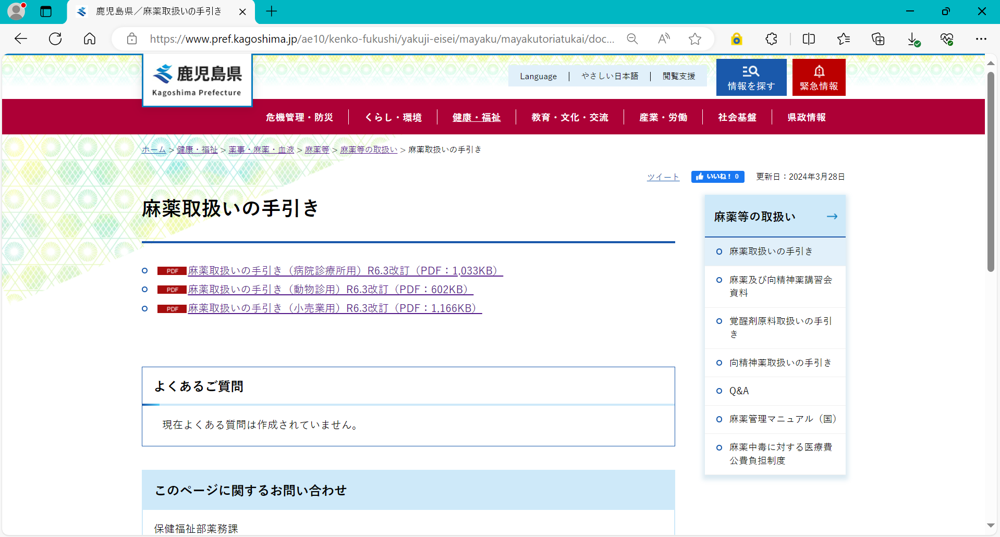 鹿児島県／麻薬取扱いの手引き
https://www.pref.kagoshima.jp/ae10/kenko-fukushi/yakuji-eisei/mayaku/mayakutoriatukai/doc...
鹿児島県
Kagoshima Prefecture
Language
やさしい日本語
閲覧支援
情報を探す
緊急情報
危機管理・防災
くらし・環境
健康・福祉
教育・文化・交流
産業・労働
社会基盤
県政情報
ホーム > 健康・福祉 > 薬事・麻薬・血液 > 麻薬等 > 麻薬等の取扱い > 麻薬取扱いの手引き
ツイート
いいね！ 0
更新日：2024年3月28日
麻薬取扱いの手引き
PDF 麻薬取扱いの手引き（病院診療所用）R6.3改訂（PDF：1,033KB）
PDF 麻薬取扱いの手引き（動物診用）R6.3改訂（PDF：602KB）
PDF 麻薬取扱いの手引き（小売業用）R6.3改訂（PDF：1,166KB）
よくあるご質問
現在よくある質問は作成されていません。
このページに関するお問い合わせ
保健福祉部薬務課
麻薬等の取扱い
麻薬取扱いの手引き
麻薬及び向精神薬講習会
資料
覚醒剤原料取扱いの手引
き
向精神薬取扱いの手引き
Q&A
麻薬管理マニュアル（国）
麻薬中毒に対する医療費
公費負担制度